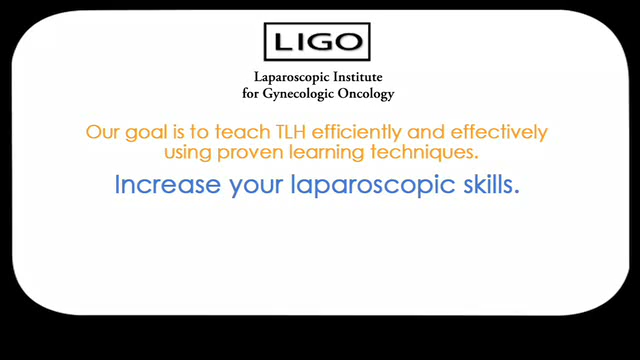 LIGO
Laparoscopic Institute
for Gynecologic Oncology
Our goal is to teach TLH efficiently and effectively
using proven learning techniques.
Increase your laparoscopic skills.